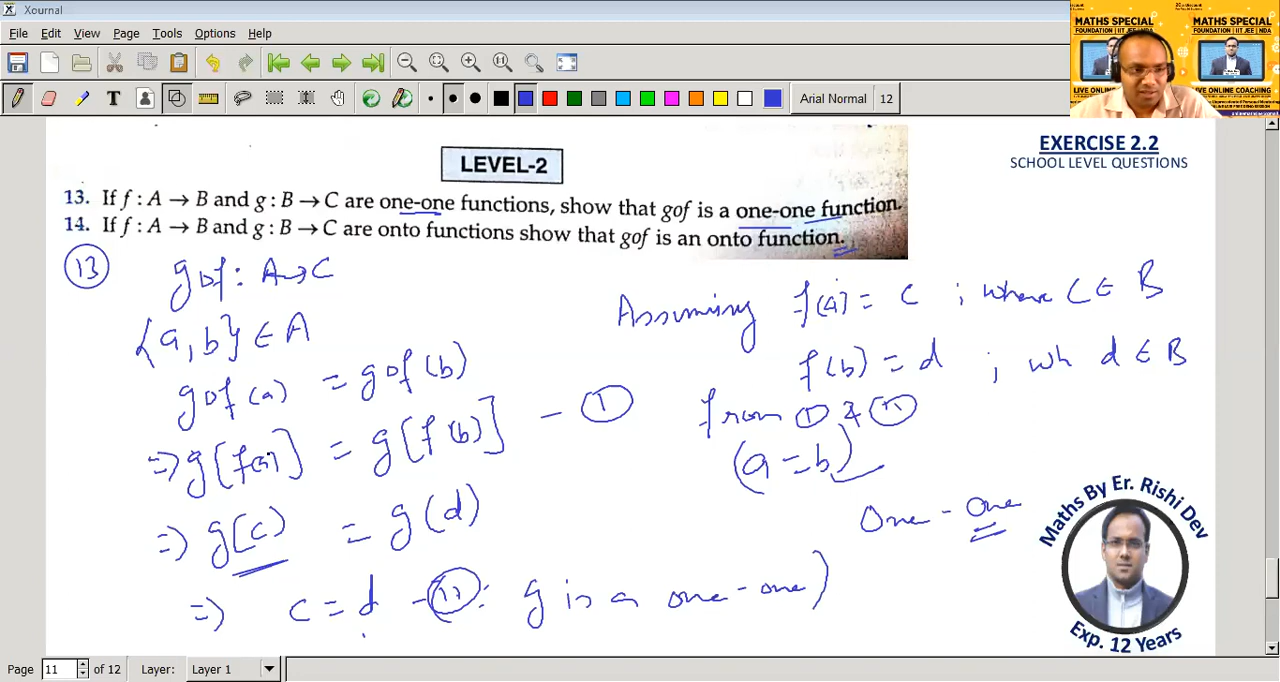 Xournal
File Edit View Page Tools Options Help
Arial Normal 12
MATHS SPECIAL
FOUNDATION | IIT JEE | NDA
LIVE ONLINE COACHING
MATHS SPECIAL
FOUNDATION | IIT JEE | NDA
LIVE ONLINE COACHING
EXERCISE 2.2
SCHOOL LEVEL QUESTIONS
LEVEL-2
13. If f : A → B and g : B → C are one-one functions, show that gof is a one-one function.
14. If f : A → B and g : B → C are onto functions show that gof is an onto function.
13 gof : A→C
{a, b} ∈ A
gof(a) = gof(b)
⇒ g[f(a)] = g[f(b)] - I
⇒ g(c) = g(d)
⇒ c = d - II : g is a one-one)
Assuming f(a) = c ; where c ∈ B
f(b) = d ; wh d ∈ B
from I & II
(a = b)
One - One
Maths By Er. Rishi Dev
Exp. 12 Years
Page 11 of 12 Layer: Layer 1